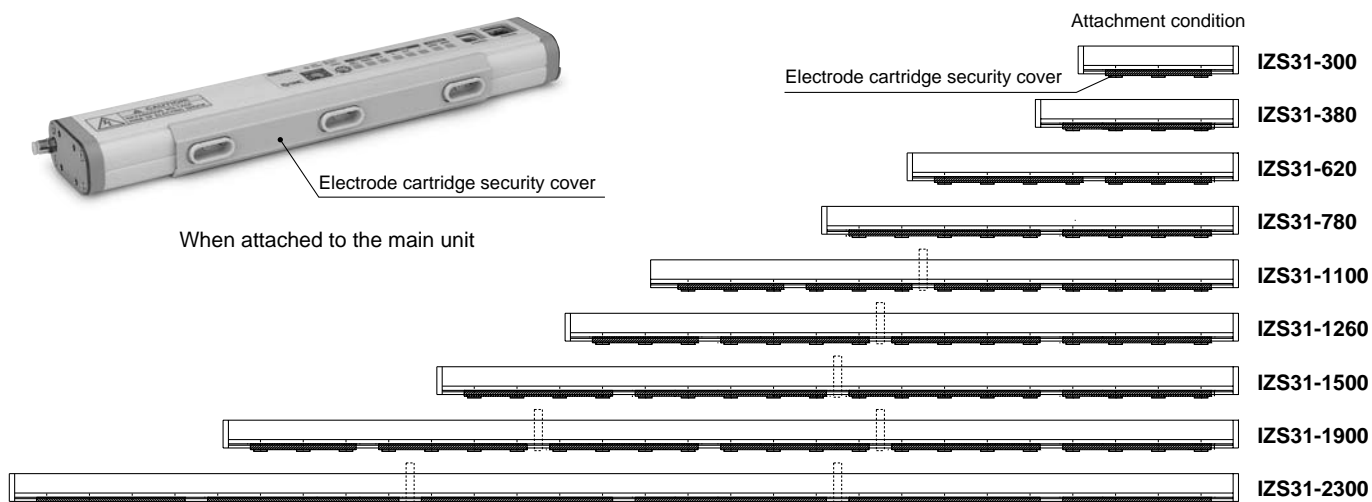 Attachment condition
IZS31-300
Electrode cartridge security cover
IZS31-380
CAUTION
IZS31-620
Electrode cartridge security cover
IZS31-780
When attached to the main unit
IZS31-1100
IZS31-1260
IZS31-1500
IZS31-1900
IZS31-2300